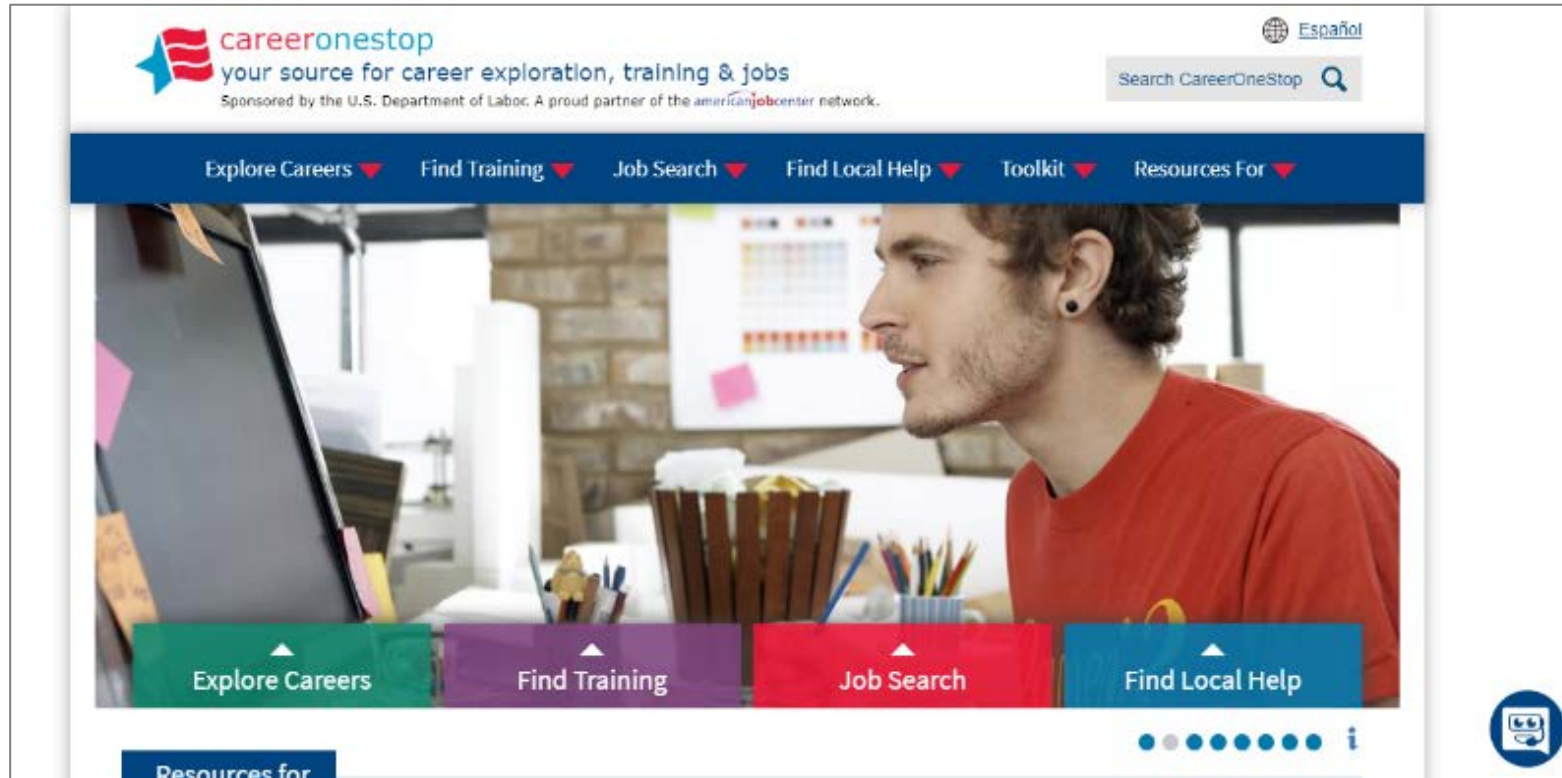 careeronestop
your source for career exploration, training & jobs
Sponsored by the U.S. Department of Labor. A proud partner of the americanjobcenter network.
Español
Search CareerOneStop
Explore Careers Find Training Job Search Find Local Help Toolkit Resources For
Explore Careers Find Training Job Search Find Local Help
i
Resources for